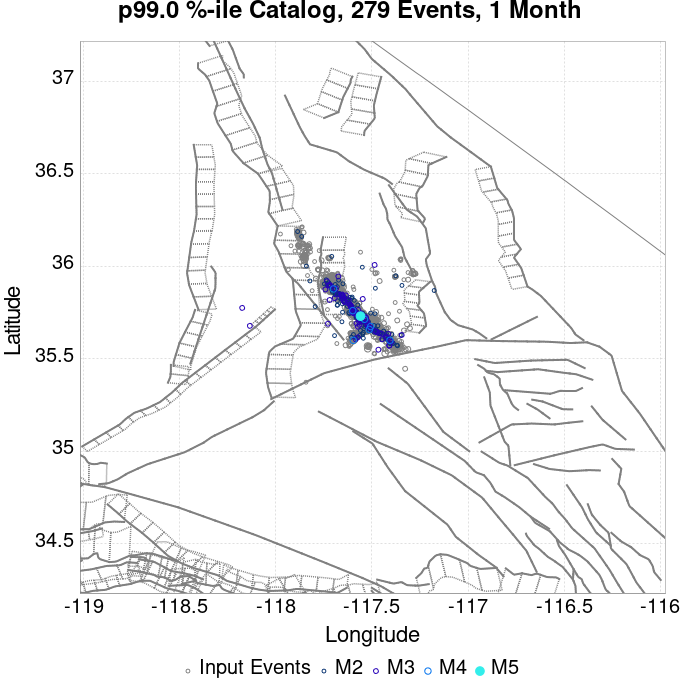 p99.0 %-ile Catalog, 279 Events, 1 Month
37
36.5
36
35.5
35
34.5
Latitude
-119 -118.5 -118 -117.5 -117 -116.5 -116
Longitude
Input Events M2 M3 M4 M5